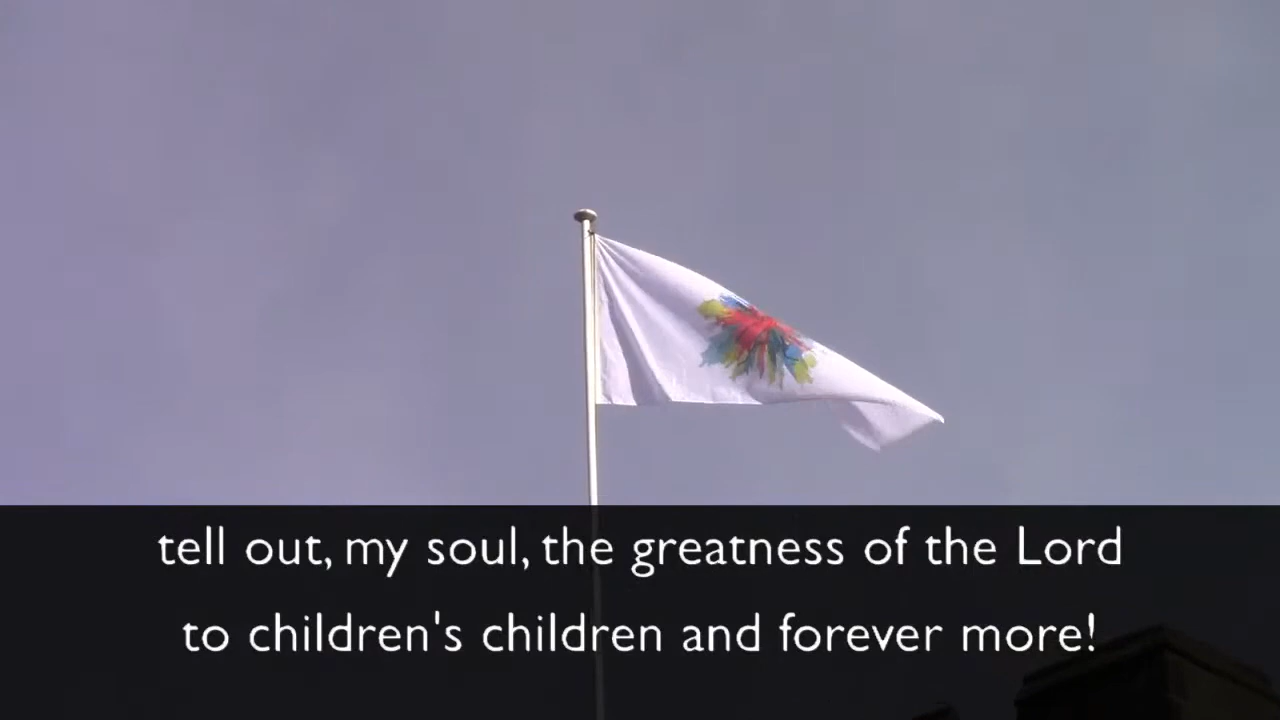 tell out, my soul, the greatness of the Lord
to children's children and forever more!